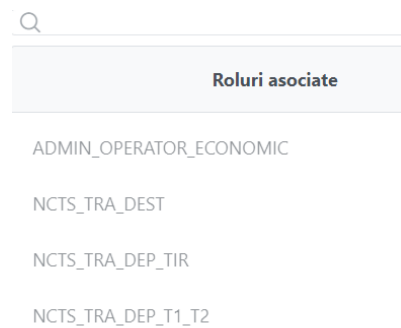 Roluri asociate
ADMIN_OPERATOR_ECONOMIC
NCTS_TRA_DEST
NCTS_TRA_DEP_TIR
NCTS_TRA_DEP_T1_T2